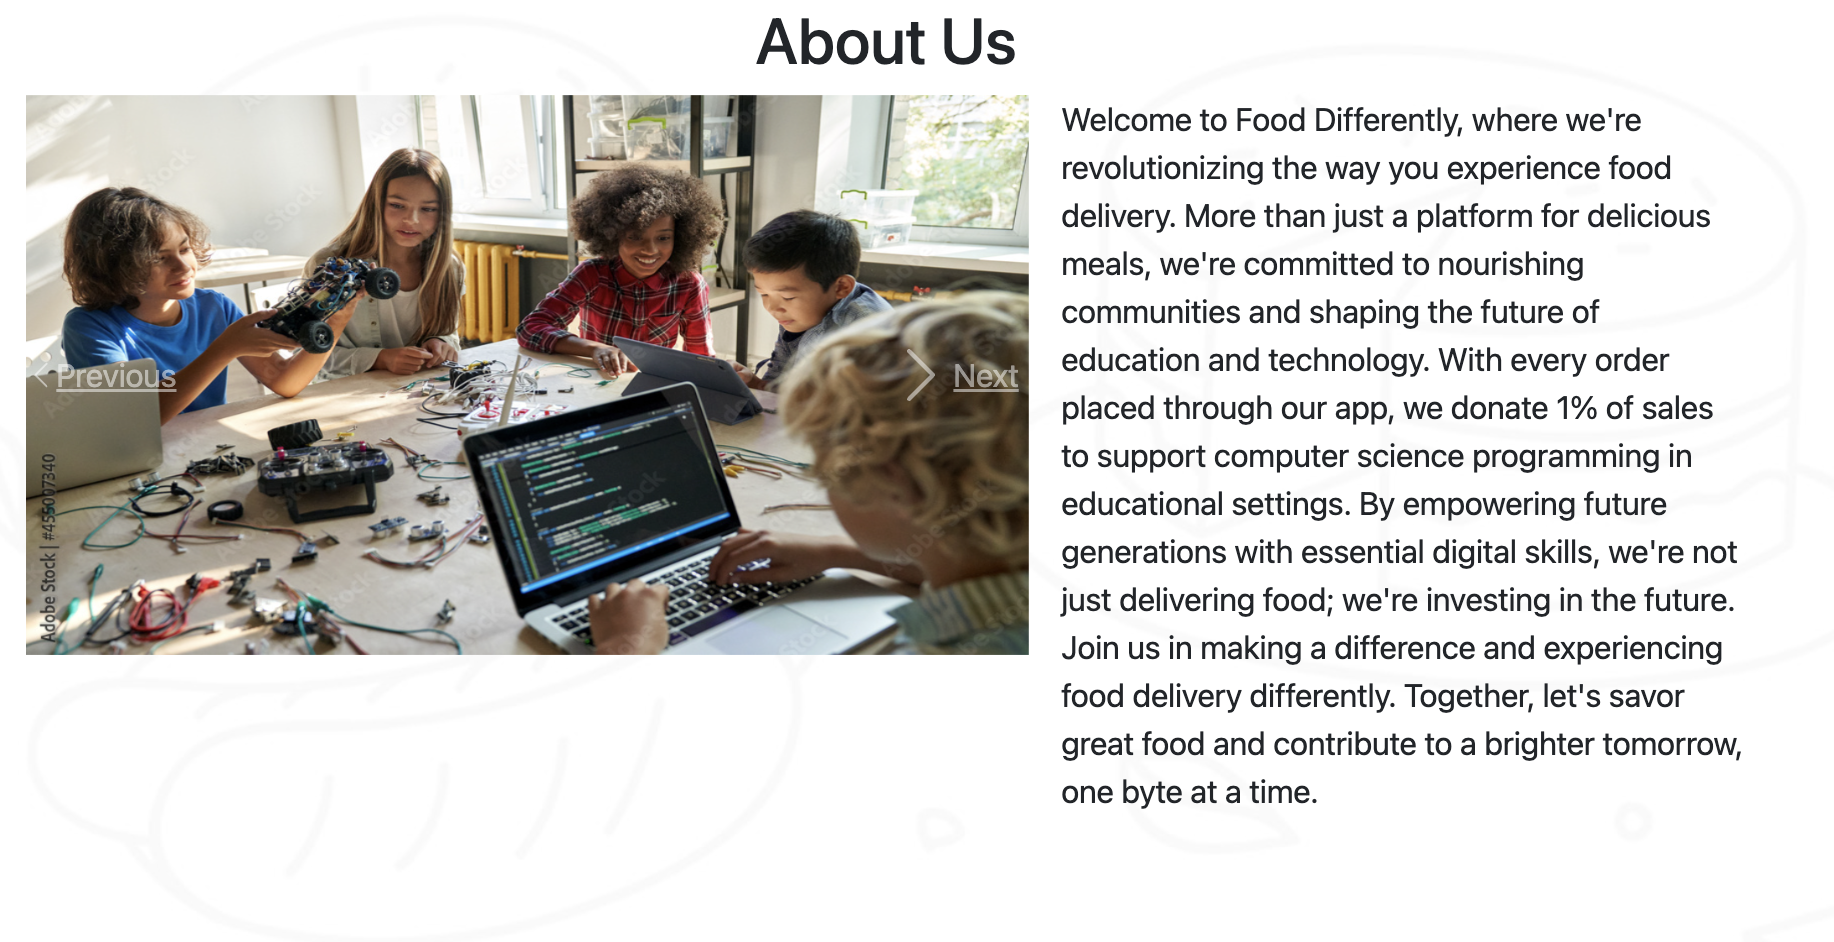 About Us
Previous
Next
Adobe Stock | #455007340
Welcome to Food Differently, where we're
revolutionizing the way you experience food
delivery. More than just a platform for delicious
meals, we're committed to nourishing
communities and shaping the future of
education and technology. With every order
placed through our app, we donate 1% of sales
to support computer science programming in
educational settings. By empowering future
generations with essential digital skills, we're not
just delivering food; we're investing in the future.
Join us in making a difference and experiencing
food delivery differently. Together, let's savor
great food and contribute to a brighter tomorrow,
one byte at a time.